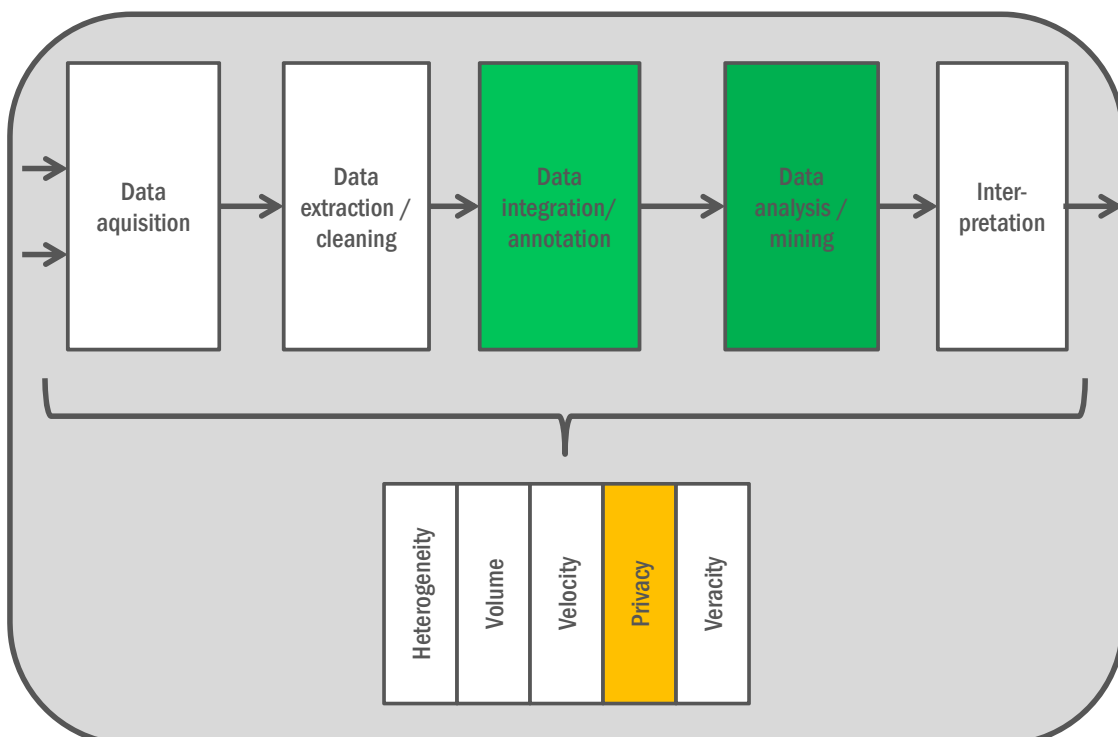 Data
aquisition
Data
extraction /
cleaning
Data
integration/
annotation
Data
analysis /
mining
Inter-
pretation
Heterogeneity
Volume
Velocity
Privacy
Veracity